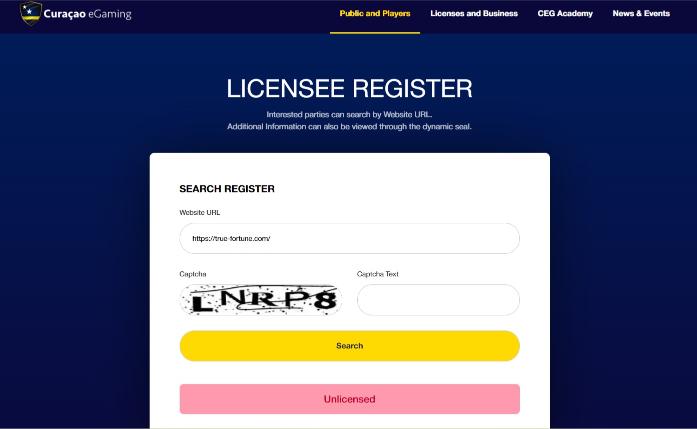 Curaçao eGaming
Public and Players
Licenses and Business
CEG Academy
News & Events
LICENSEE REGISTER
Interested parties can search by Website URL.
Additional Information can also be viewed through the dynamic seal.
SEARCH REGISTER
Website URL
https://true-fortune.com/
Captcha
Captcha Text
LNRP8
Search
Unlicensed